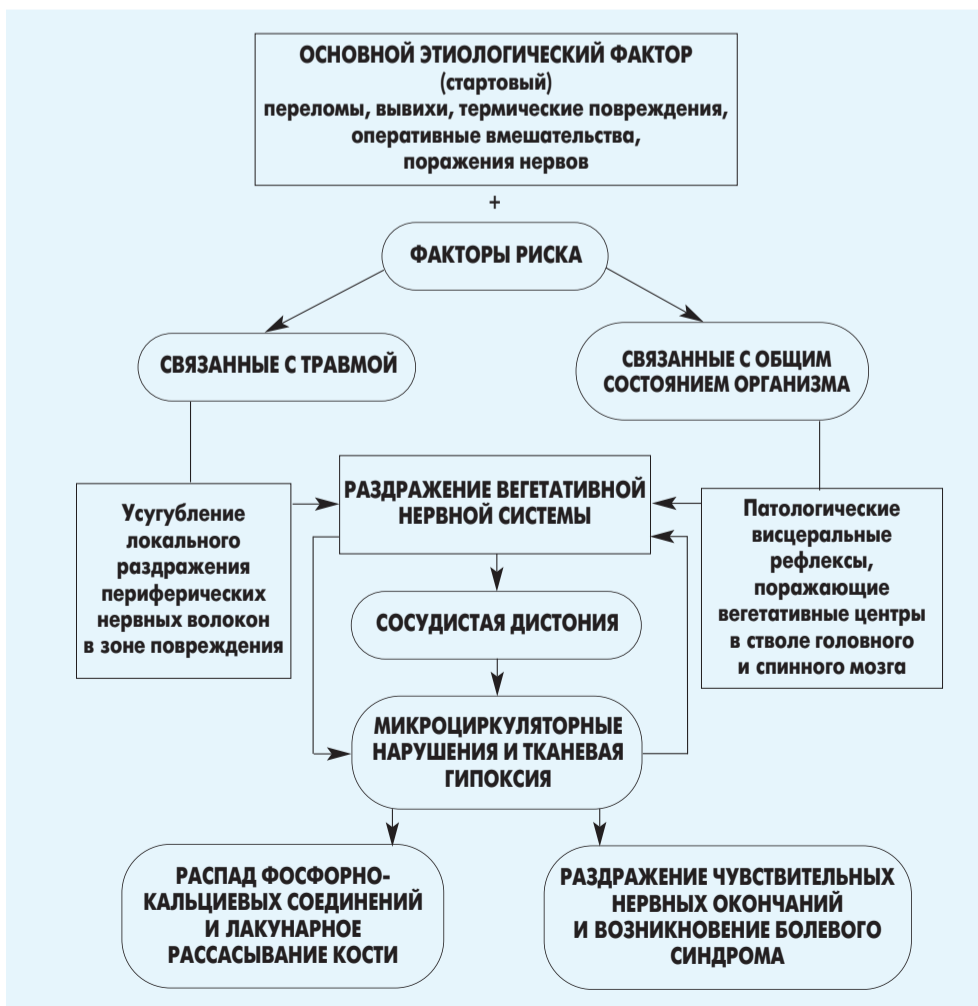 ОСНОВНОЙ ЭТИОЛОГИЧЕСКИЙ ФАКТОР
(стартовый)
переломы, вывихи, термические повреждения,
оперативные вмешательства,
поражения нервов
+
ФАКТОРЫ РИСКА
СВЯЗАННЫЕ С ТРАВМОЙ
СВЯЗАННЫЕ С ОБЩИМ
СОСТОЯНИЕМ ОРГАНИЗМА
Усугубление
локального
раздражения
периферических
нервных волокон
в зоне повреждения
РАЗДРАЖЕНИЕ ВЕГЕТАТИВНОЙ
НЕРВНОЙ СИСТЕМЫ
Патологические
висцеральные
рефлексы,
поражающие
вегетативные центры
в стволе головного
и спинного мозга
СОСУДИСТАЯ ДИСТОНИЯ
МИКРОЦИРКУЛЯТОРНЫЕ
НАРУШЕНИЯ И ТКАНЕВАЯ
ГИПОКСИЯ
РАСПАД ФОСФОРНО-
КАЛЬЦИЕВЫХ СОЕДИНЕНИЙ
И ЛАКУНАРНОЕ
РАССАСЫВАНИЕ КОСТИ
РАЗДРАЖЕНИЕ ЧУВСТВИТЕЛЬНЫХ
НЕРВНЫХ ОКОНЧАНИЙ
И ВОЗНИКНОВЕНИЕ БОЛЕВОГО
СИНДРОМА